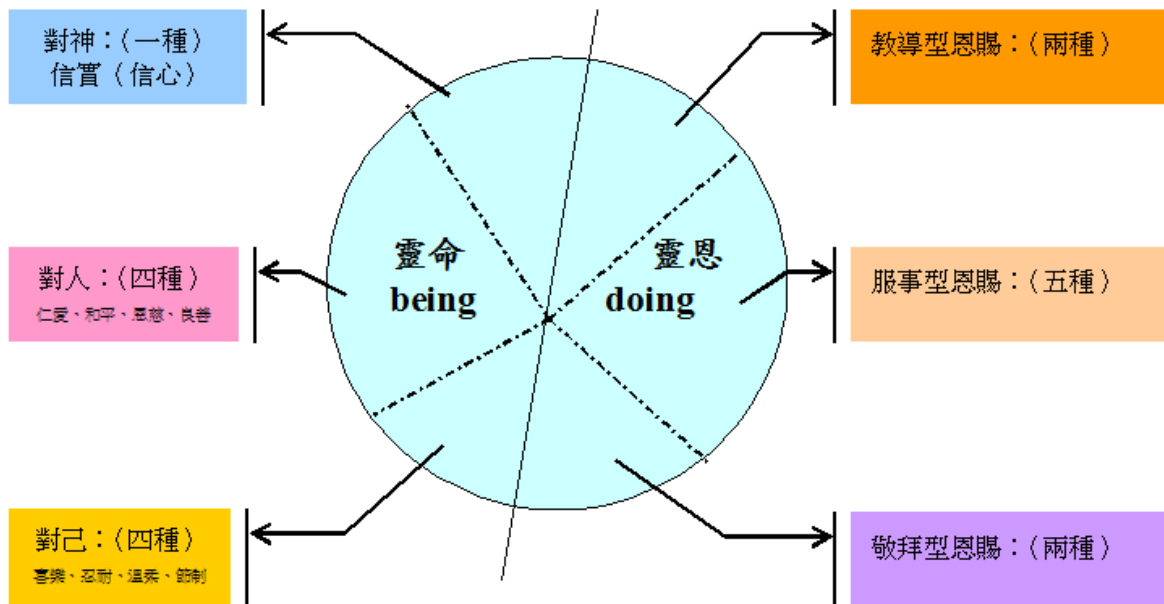 對神：（一種）
信實（信心）
對人：（四種）
仁愛、和平、恩慈、良善
對己：（四種）
喜樂、忍耐、溫柔、節制
靈命
being
靈恩
doing
教導型恩賜：（兩種）
服事型恩賜：（五種）
敬拜型恩賜：（兩種）